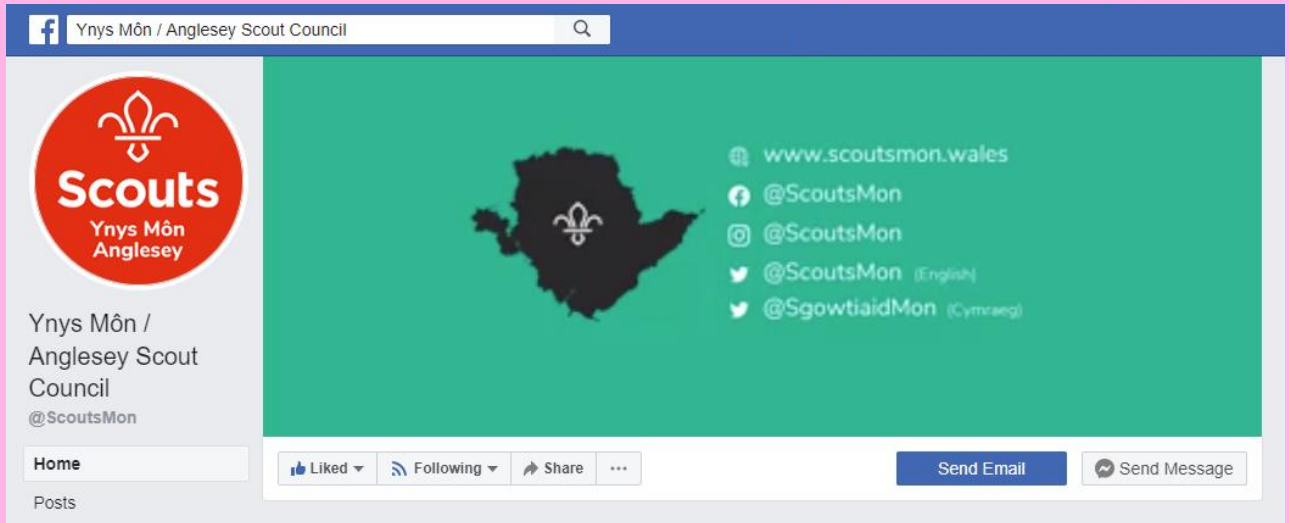 Ynys Môn / Anglesey Scout Council
Scouts
Ynys Môn
Anglesey
Ynys Môn /
Anglesey Scout
Council
@ScoutsMon
Home
Posts
www.scoutsmon.wales
@ScoutsMon
@ScoutsMon
@ScoutsMon (English)
@SgowtiaidMon (Cymraeg)
Liked Following Share ... Send Email Send Message